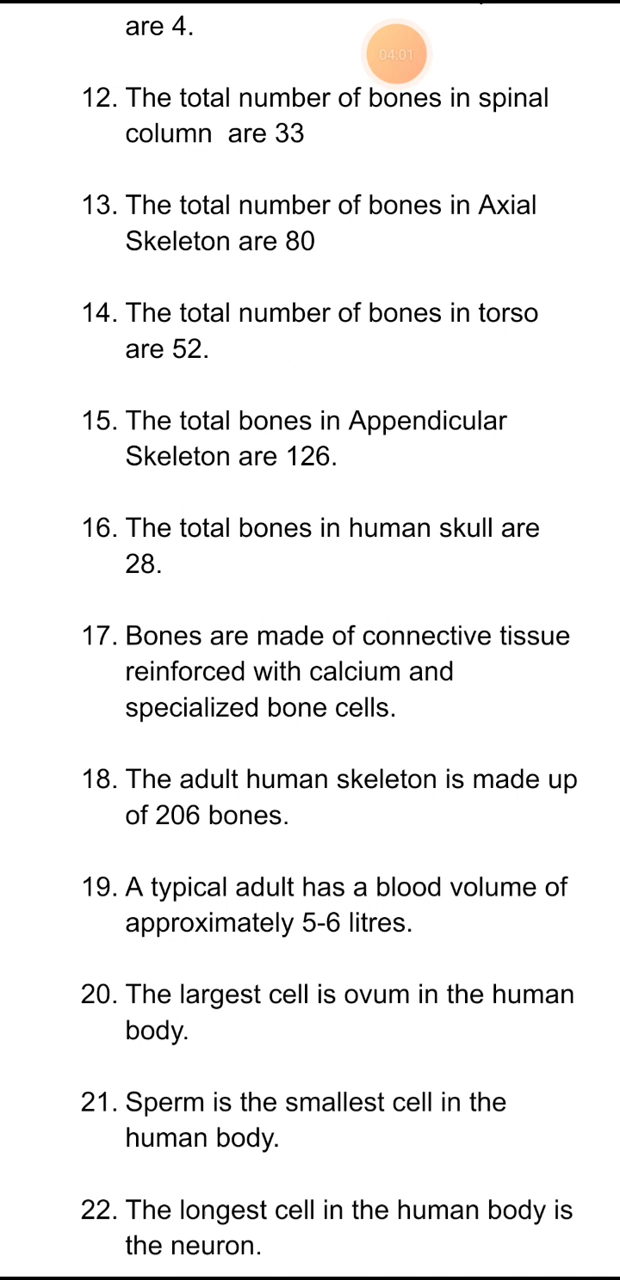 are 4.
04:01
12. The total number of bones in spinal
column are 33
13. The total number of bones in Axial
Skeleton are 80
14. The total number of bones in torso
are 52.
15. The total bones in Appendicular
Skeleton are 126.
16. The total bones in human skull are
28.
17. Bones are made of connective tissue
reinforced with calcium and
specialized bone cells.
18. The adult human skeleton is made up
of 206 bones.
19. A typical adult has a blood volume of
approximately 5-6 litres.
20. The largest cell is ovum in the human
body.
21. Sperm is the smallest cell in the
human body.
22. The longest cell in the human body is
the neuron.